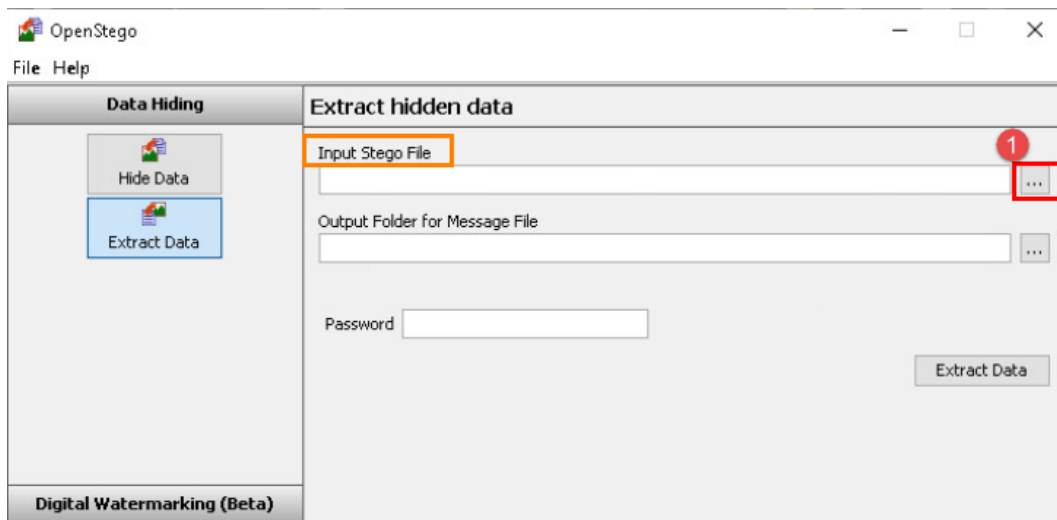 OpenStego
File Help
Data Hiding
Hide Data
Extract Data
Digital Watermarking (Beta)
Extract hidden data
Input Stego File
1
...
Output Folder for Message File
...
Password
Extract Data